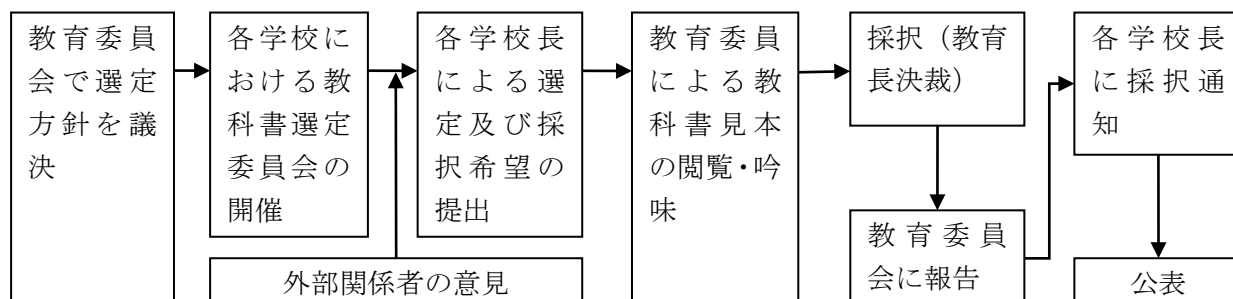 教育委員
会で選定
方針を議
決
各学校に
おける教
科書選定
委員会の
開催
各学校長
による選
定及び採
択希望の
提出
教育委員
による教
科書見本
の閲覧・吟
味
採択（教育
長決裁）
各学校長
に採択通
知
外部関係者の意見
教育委員
会に報告
公表